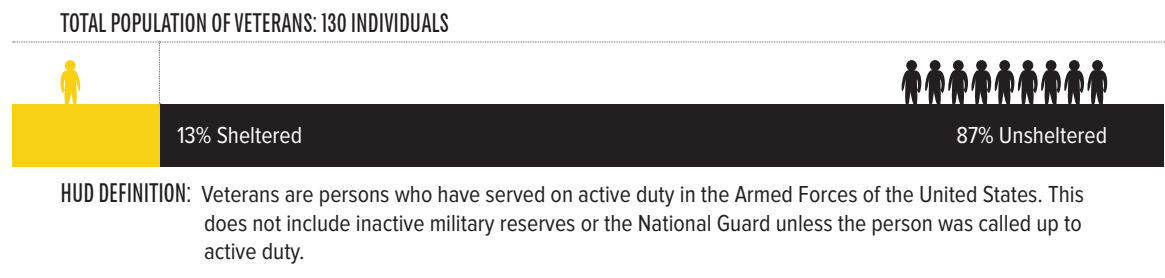 TOTAL POPULATION OF VETERANS: 130 INDIVIDUALS
13% Sheltered
87% Unsheltered
HUD DEFINITION: Veterans are persons who have served on active duty in the Armed Forces of the United States. This
does not include inactive military reserves or the National Guard unless the person was called up to
active duty.